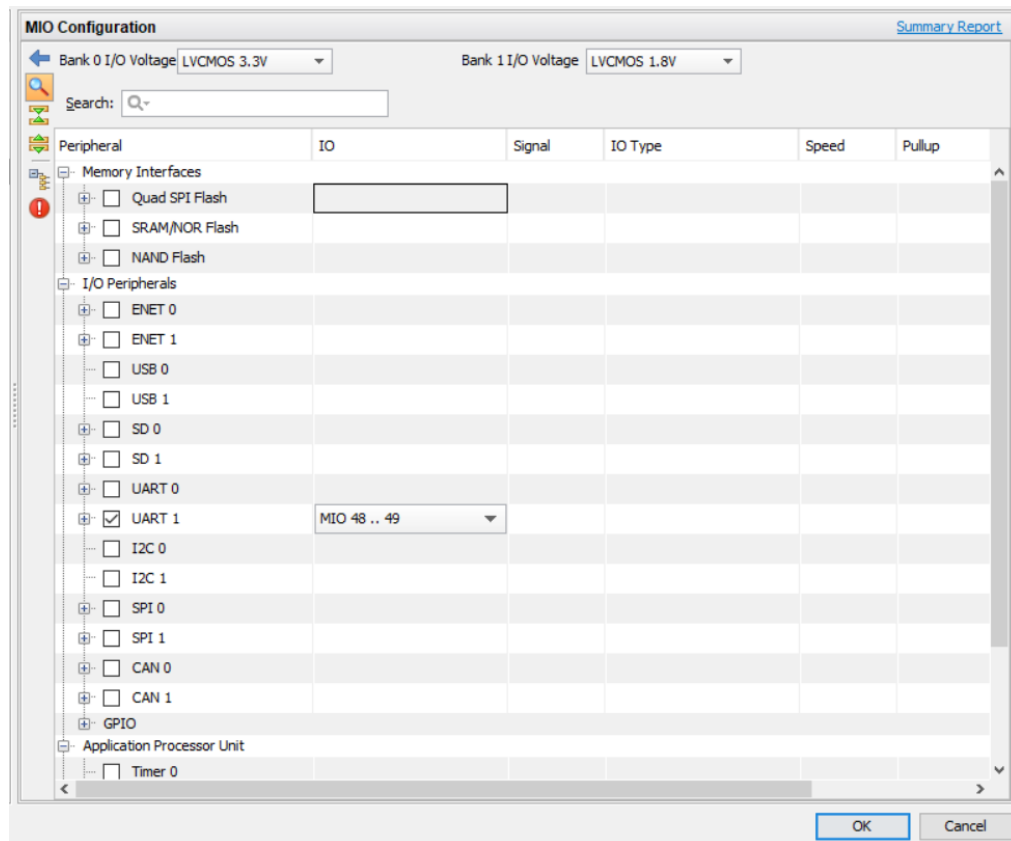 MIO Configuration Summary Report
Bank 0 I/O Voltage LVCMOS 3.3V Bank 1 I/O Voltage LVCMOS 1.8V
Search:
Peripheral IO Signal IO Type Speed Pullup
Memory Interfaces
Quad SPI Flash
SRAM/NOR Flash
NAND Flash
I/O Peripherals
ENET 0
ENET 1
USB 0
USB 1
SD 0
SD 1
UART 0
UART 1 MIO 48 .. 49
I2C 0
I2C 1
SPI 0
SPI 1
CAN 0
CAN 1
GPIO
Application Processor Unit
Timer 0
OK Cancel